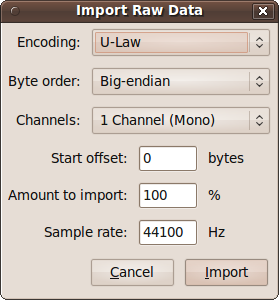 Import Raw Data
Encoding: U-Law
Byte order: Big-endian
Channels: 1 Channel (Mono)
Start offset: 0 bytes
Amount to import: 100 %
Sample rate: 44100 Hz
Cancel Import